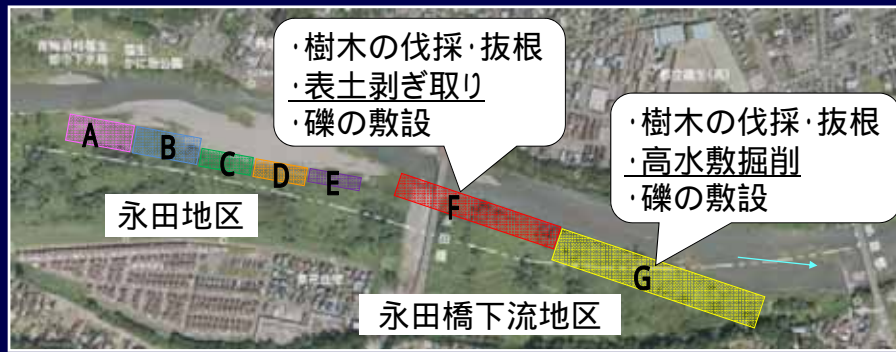 ・樹木の伐採・抜根
・表土剥ぎ取り
・礫の敷設
・樹木の伐採・抜根
・高水敷掘削
・礫の敷設
A
B
C
D
E
F
G
永田地区
永田橋下流地区